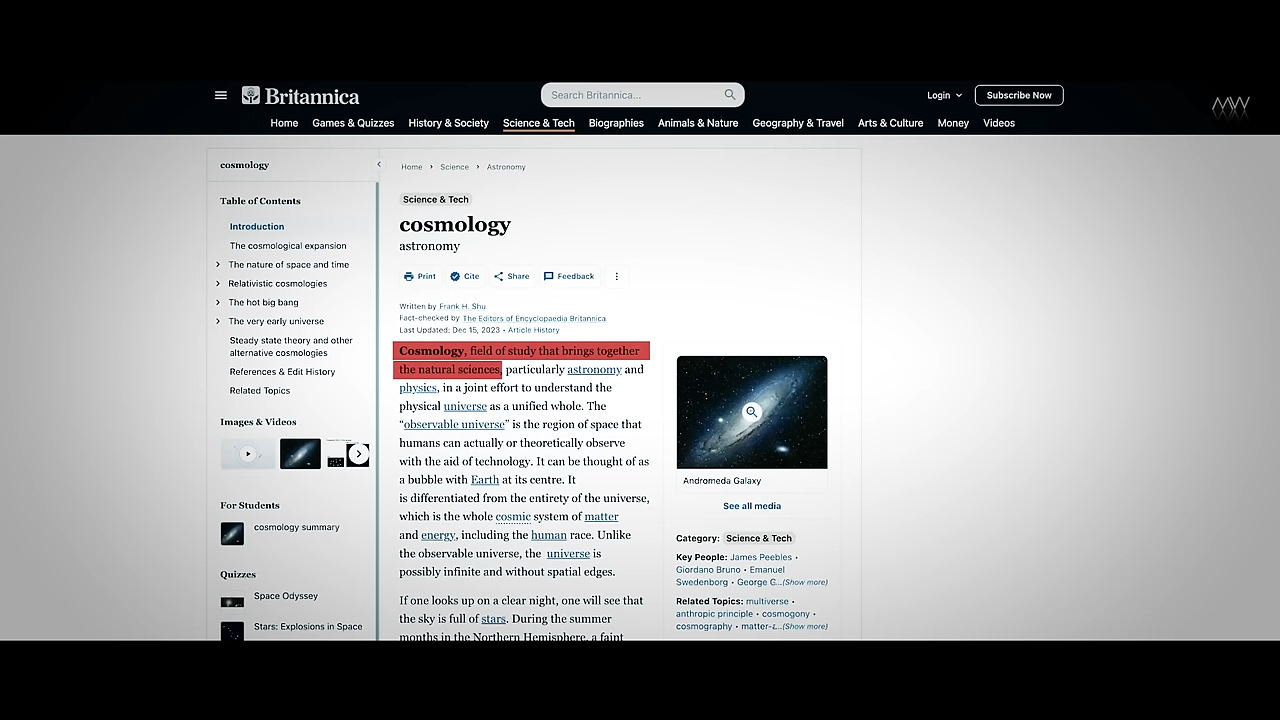 Britannica
Search Britannica...
Login
Subscribe Now
MW
Home Games & Quizzes History & Society Science & Tech Biographies Animals & Nature Geography & Travel Arts & Culture Money Videos
cosmology
Table of Contents
Introduction
The cosmological expansion
The nature of space and time
Relativistic cosmologies
The hot big bang
The very early universe
Steady state theory and other
alternative cosmologies
References & Edit History
Related Topics
Images & Videos
For Students
cosmology summary
Quizzes
Space Odyssey
Stars: Explosions in Space
Home > Science > Astronomy
Science & Tech
cosmology
astronomy
Print Cite Share Feedback
Written by Frank H. Shu
Fact-checked by The Editors of Encyclopaedia Britannica
Last Updated: Dec 15, 2023 • Article History
Cosmology, field of study that brings together
the natural sciences, particularly astronomy and
physics, in a joint effort to understand the
physical universe as a unified whole. The
“observable universe” is the region of space that
humans can actually or theoretically observe
with the aid of technology. It can be thought of as
a bubble with Earth at its centre. It
is differentiated from the entirety of the universe,
which is the whole cosmic system of matter
and energy, including the human race. Unlike
the observable universe, the universe is
possibly infinite and without spatial edges.
If one looks up on a clear night, one will see that
the sky is full of stars. During the summer
months in the Northern Hemisphere, a faint
Andromeda Galaxy
See all media
Category: Science & Tech
Key People: James Peebles •
Giordano Bruno • Emanuel
Swedenborg • George G...(Show more)
Related Topics: multiverse •
anthropic principle • cosmogony •
cosmography • matter-a...(Show more)